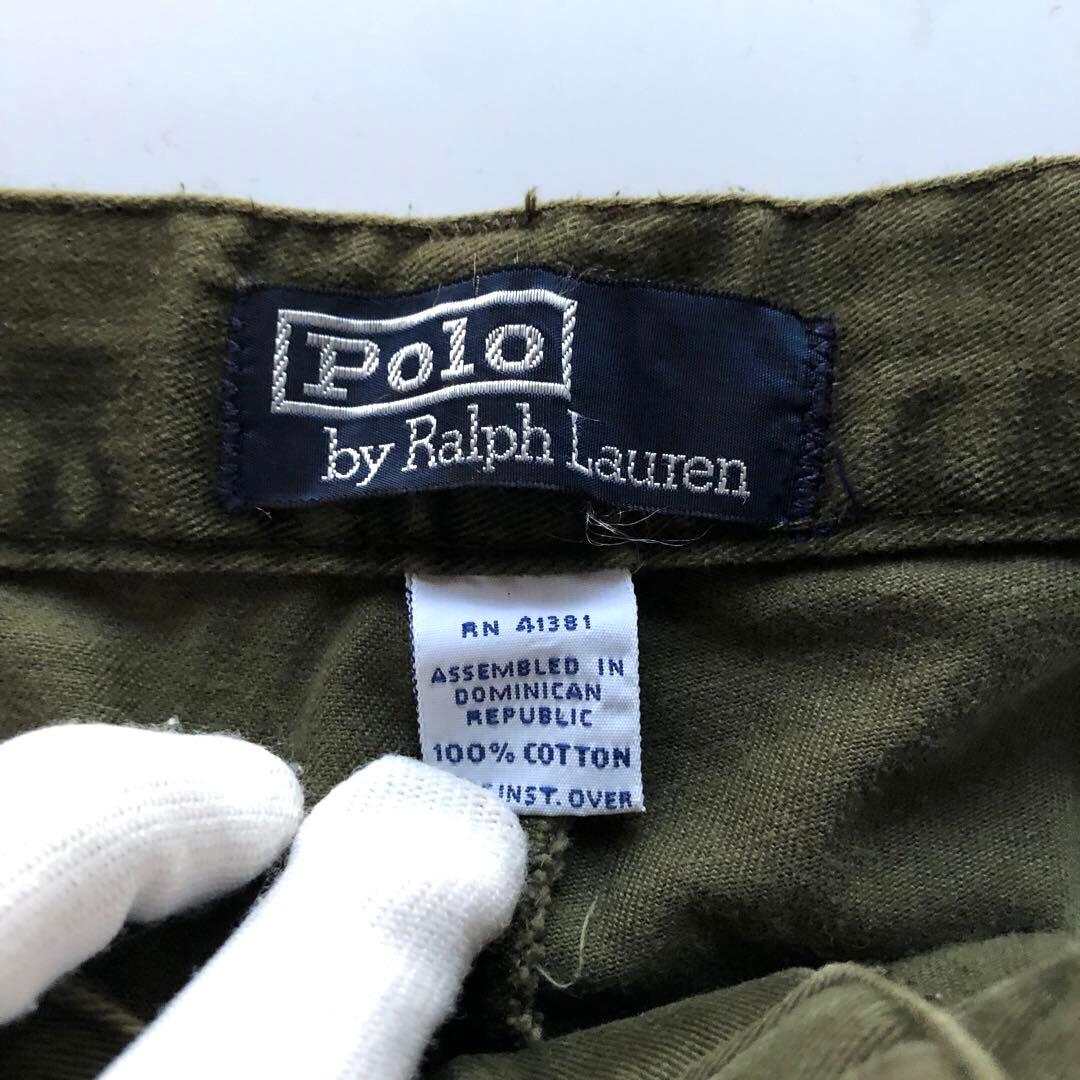 Polo
by Ralph Lauren
RN 41381
ASSEMBLED IN
DOMINICAN
REPUBLIC
100% COTTON
INST. OVER